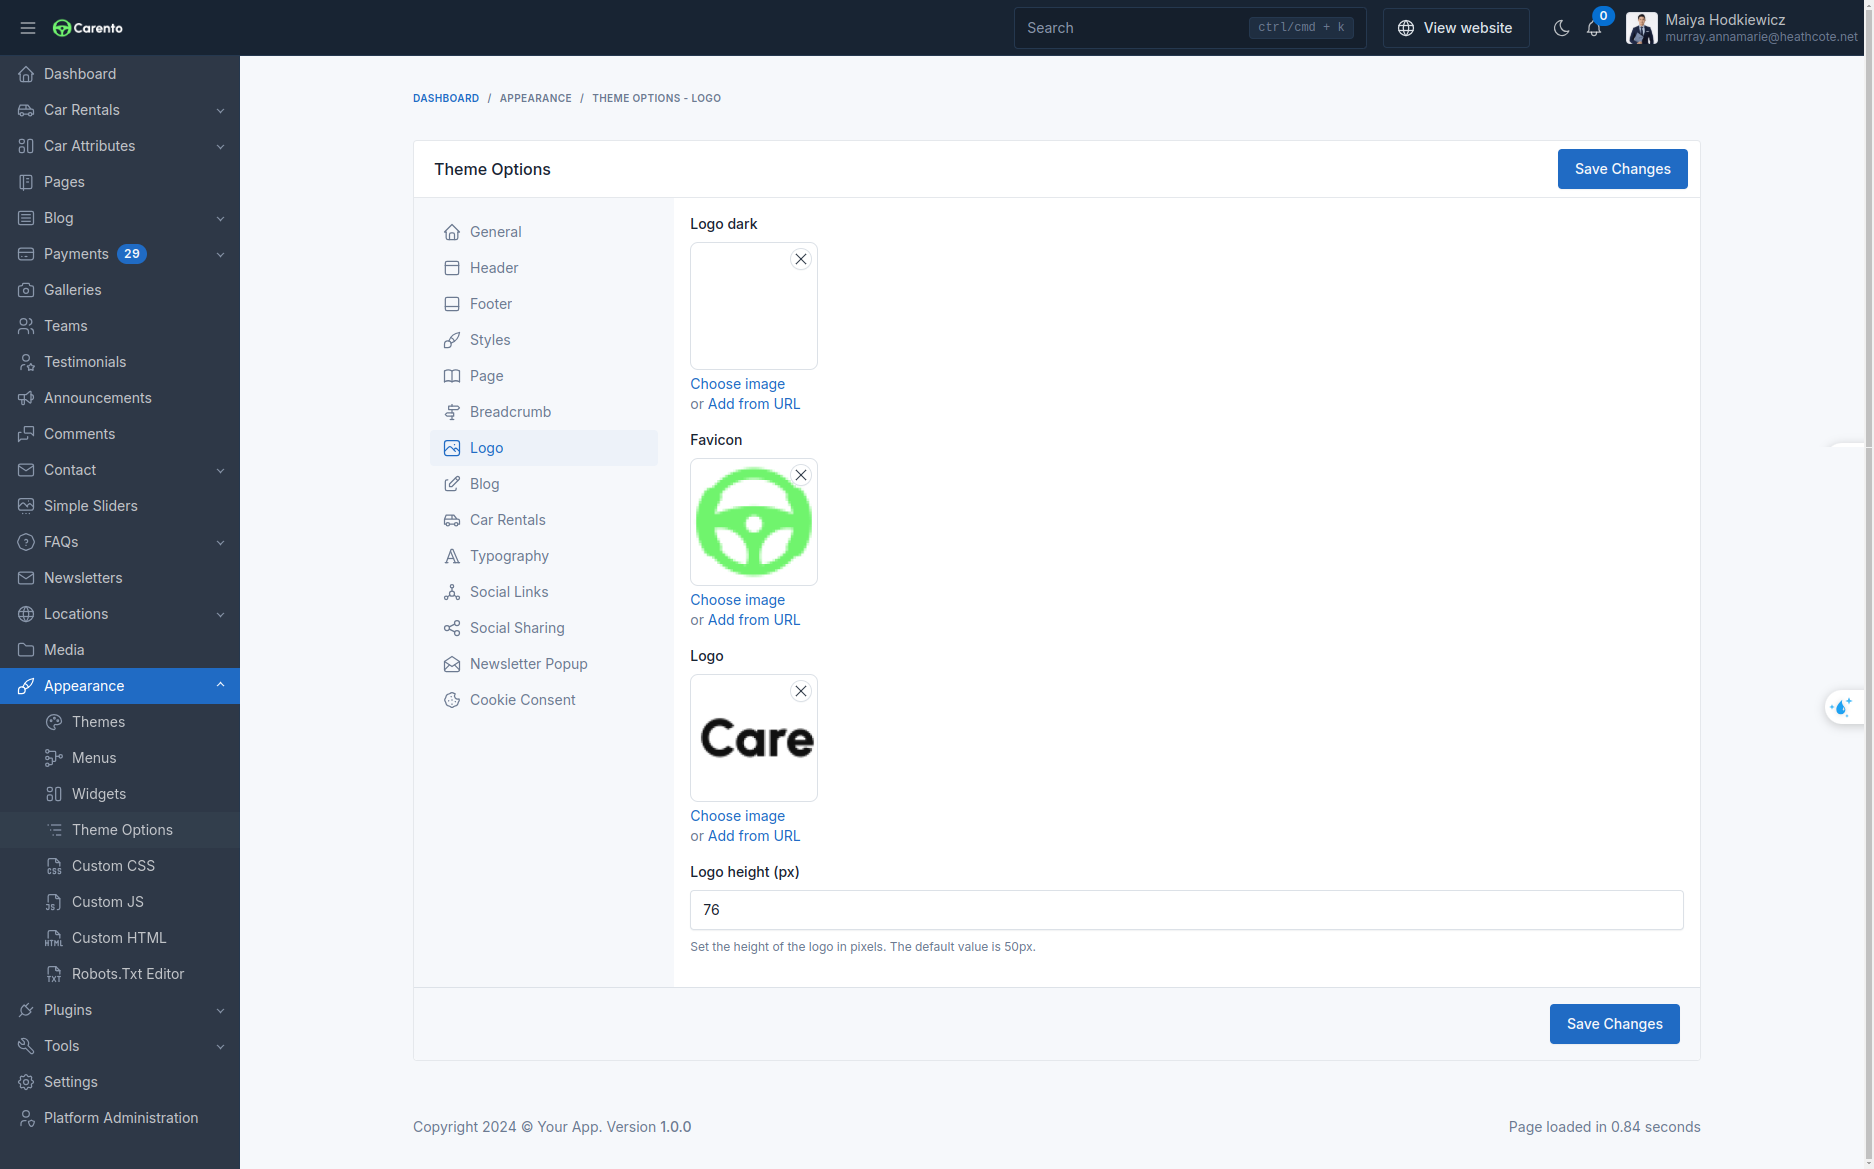 Carento
Search
ctrl/cmd + k
View website
0
Maiya Hodkiewicz
murray.annamarie@heathcote.net
Dashboard
Car Rentals
Car Attributes
Pages
Blog
Payments 29
Galleries
Teams
Testimonials
Announcements
Comments
Contact
Simple Sliders
FAQs
Newsletters
Locations
Media
Appearance
Themes
Menus
Widgets
Theme Options
Custom CSS
Custom JS
Custom HTML
Robots.Txt Editor
Plugins
Tools
Settings
Platform Administration
DASHBOARD / APPEARANCE / THEME OPTIONS - LOGO
Theme Options
Save Changes
General
Header
Footer
Styles
Page
Breadcrumb
Logo
Blog
Car Rentals
Typography
Social Links
Social Sharing
Newsletter Popup
Cookie Consent
Logo dark
Choose image
or Add from URL
Favicon
Choose image
or Add from URL
Logo
Care
Choose image
or Add from URL
Logo height (px)
76
Set the height of the logo in pixels. The default value is 50px.
Save Changes
Copyright 2024 © Your App. Version 1.0.0
Page loaded in 0.84 seconds